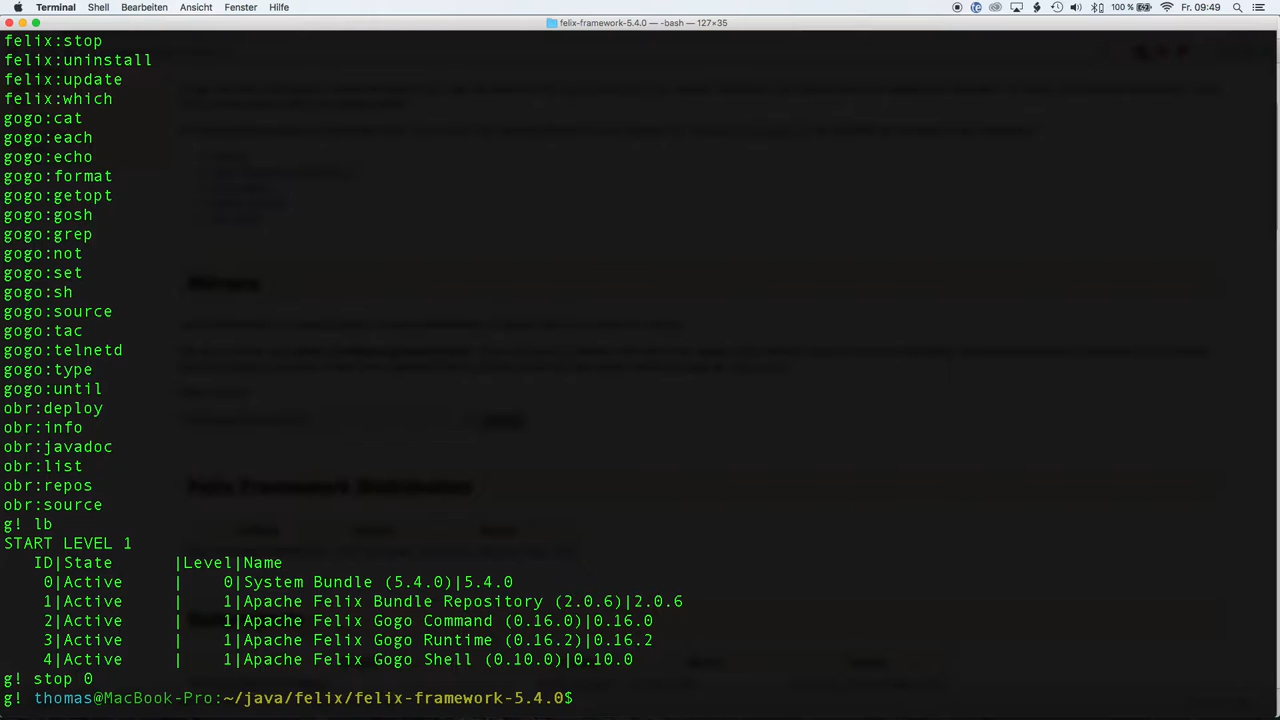 Terminal Shell Bearbeiten Ansicht Fenster Hilfe 100 % Fr. 09:49
felix-framework-5.4.0 — -bash — 127×35
felix:stop
felix:uninstall
felix:update
felix:which
gogo:cat
gogo:each
gogo:echo
gogo:format
gogo:getopt
gogo:gosh
gogo:grep
gogo:not
gogo:set
gogo:sh
gogo:source
gogo:tac
gogo:telnetd
gogo:type
gogo:until
obr:deploy
obr:info
obr:javadoc
obr:list
obr:repos
obr:source
g! lb
START LEVEL 1
   ID|State      |Level|Name
    0|Active     |    0|System Bundle (5.4.0)|5.4.0
    1|Active     |    1|Apache Felix Bundle Repository (2.0.6)|2.0.6
    2|Active     |    1|Apache Felix Gogo Command (0.16.0)|0.16.0
    3|Active     |    1|Apache Felix Gogo Runtime (0.16.2)|0.16.2
    4|Active     |    1|Apache Felix Gogo Shell (0.10.0)|0.10.0
g! stop 0
g! thomas@MacBook-Pro:~/java/felix/felix-framework-5.4.0$